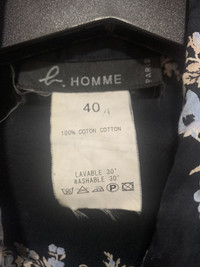 b. HOMME
PARIS
40
100% COTON COTTON
LAVABLE 30°
WASHABLE 30°